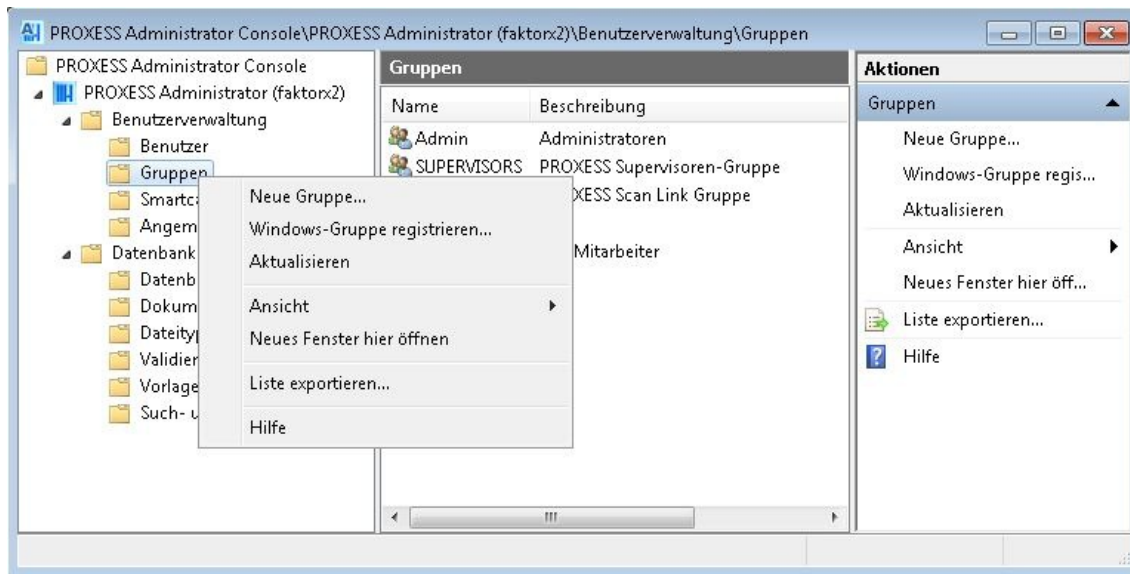 PROXESS Administrator Console\PROXESS Administrator (faktorx2)\Benutzerverwaltung\Gruppen
PROXESS Administrator Console
PROXESS Administrator (faktorx2)
Benutzerverwaltung
Benutzer
Gruppen
Smartc
Angem
Datenbank
Datenb
Dokum
Dateity
Validier
Vorlage
Such- u
Gruppen
Name Beschreibung
Admin Administratoren
SUPERVISORS PROXESS Supervisoren-Gruppe
XESS Scan Link Gruppe
Mitarbeiter
Neue Gruppe...
Windows-Gruppe registrieren...
Aktualisieren
Ansicht
Neues Fenster hier öffnen
Liste exportieren...
Hilfe
Aktionen
Gruppen
Neue Gruppe...
Windows-Gruppe regis...
Aktualisieren
Ansicht
Neues Fenster hier öff...
Liste exportieren...
Hilfe